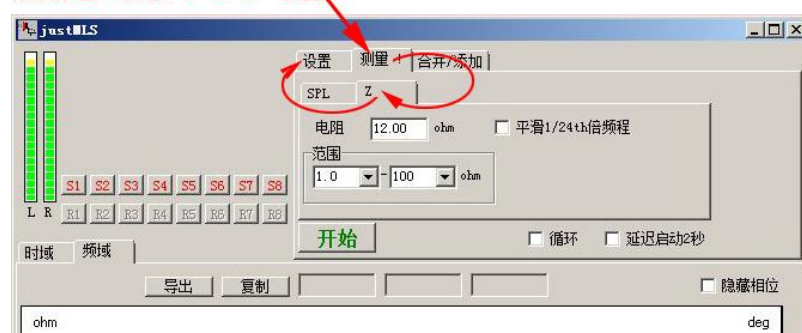 justMLS
设置 测量 合并/添加
SPL Z
电阻 12.00 ohm 平滑1/24th倍频程
范围
1.0 - 100 ohm
S1 S2 S3 S4 S5 S6 S7 S8
L R R1 R2 R3 R4 R5 R6 R7 R8
开始 循环 延迟启动2秒
时域 频域
导出 复制 隐藏相位
ohm deg